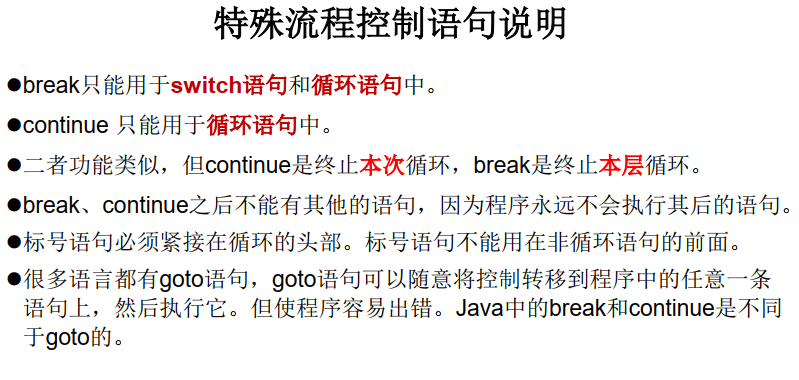 特殊流程控制语句说明
●break只能用于switch语句和循环语句中。
●continue 只能用于循环语句中。
●二者功能类似，但continue是终止本次循环，break是终止本层循环。
●break、continue之后不能有其他的语句，因为程序永远不会执行其后的语句。
●标号语句必须紧接在循环的头部。标号语句不能用在非循环语句的前面。
●很多语言都有goto语句，goto语句可以随意将控制转移到程序中的任意一条
语句上，然后执行它。但使程序容易出错。Java中的break和continue是不同
于goto的。